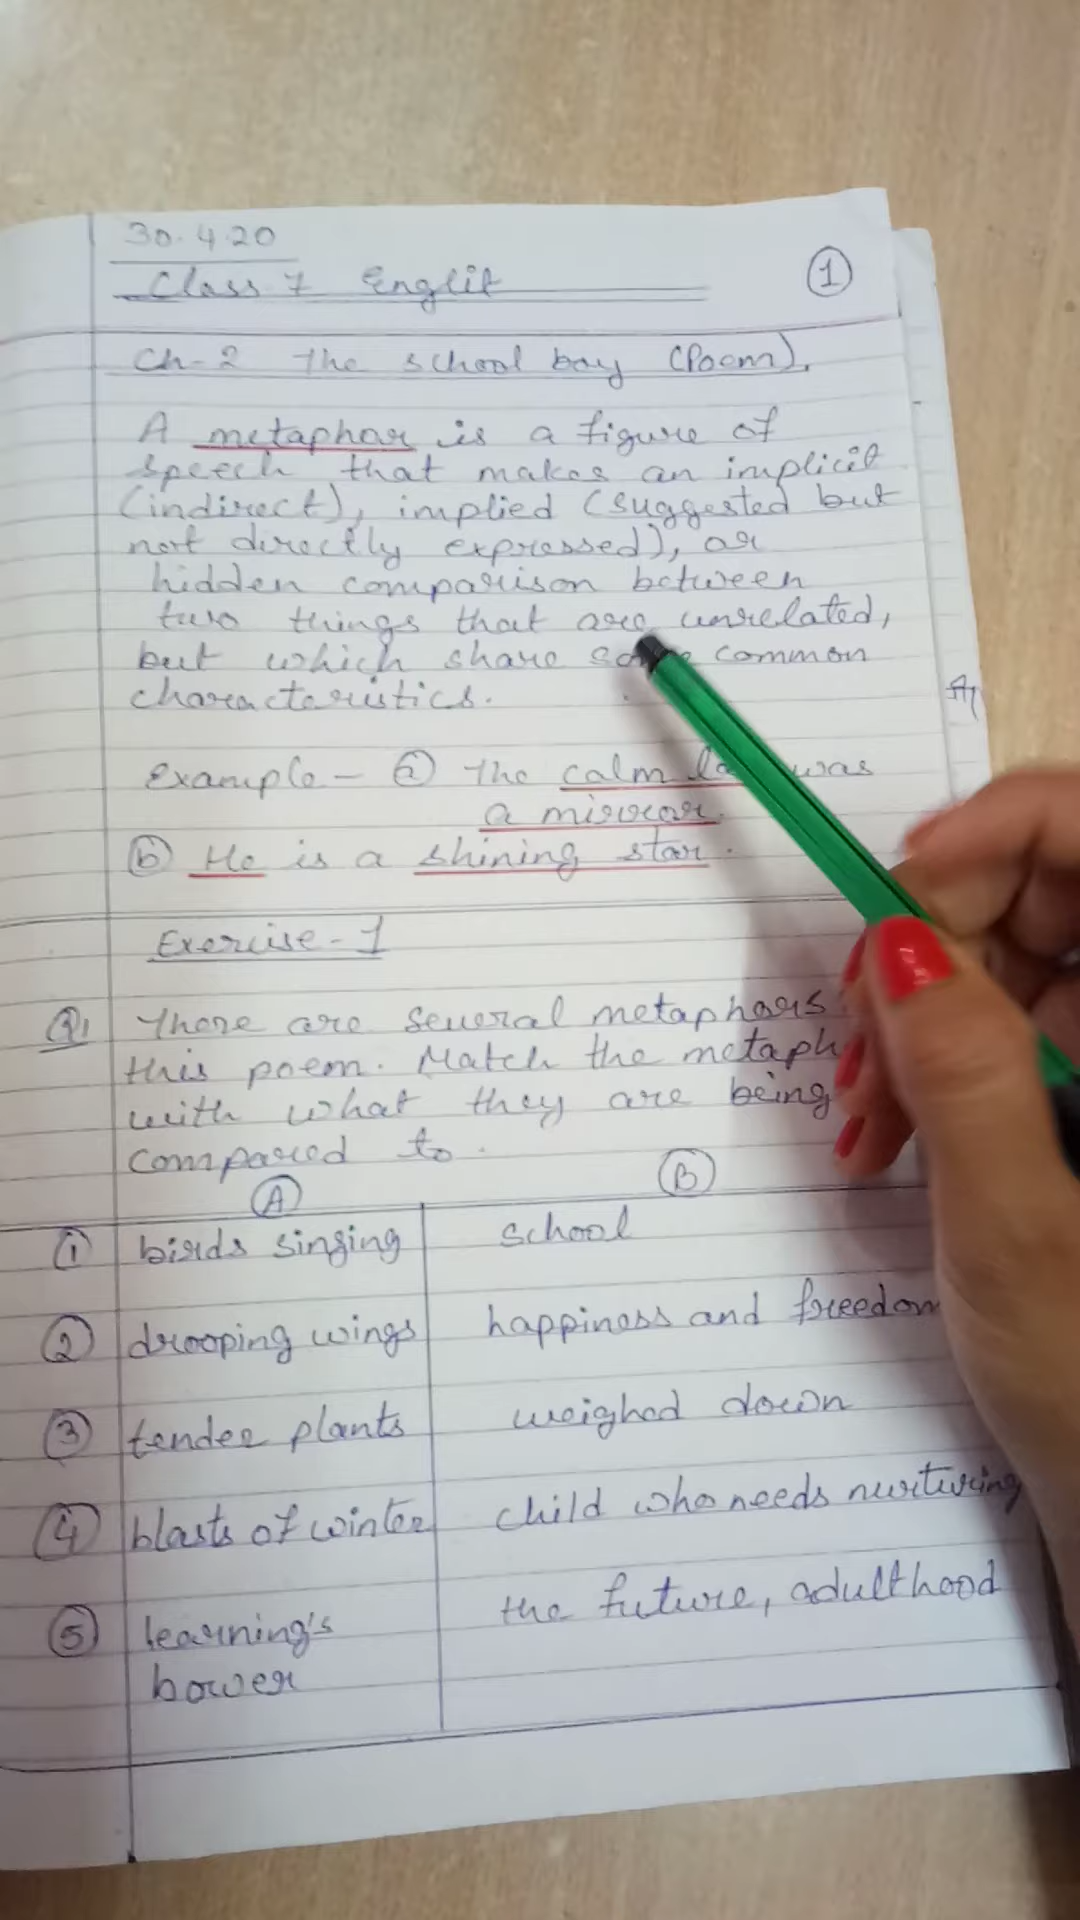 30.4.20
Class 7 Englit
1
Ch-2 The school boy (Poem).
A metaphor is a figure of
speech that makes an implicit
(indirect), implied (suggested but
not directly expressed), or
hidden comparison between
two things that are unrelated,
but which share common
characteristics.
Example - a The calm was
a mirror.
b He is a shining star.
Exercise-1
Q1 There are several metaphors
this poem. Match the
with what they are being
compared to.
A B
1 birds singing school
2 drooping wings happiness and freedom
3 tender plants weighed down
4 blasts of winter child who needs nurturing
5 learning's the future, adulthood
bower